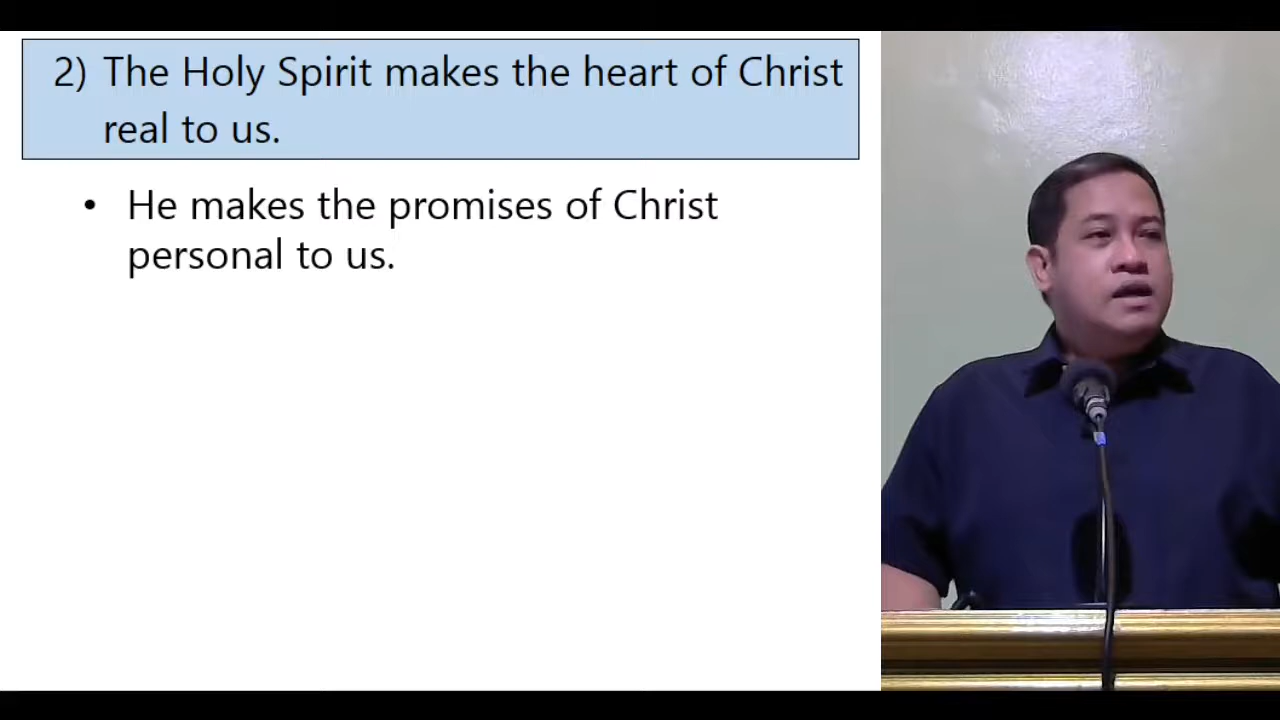 2) The Holy Spirit makes the heart of Christ
real to us.
• He makes the promises of Christ
personal to us.